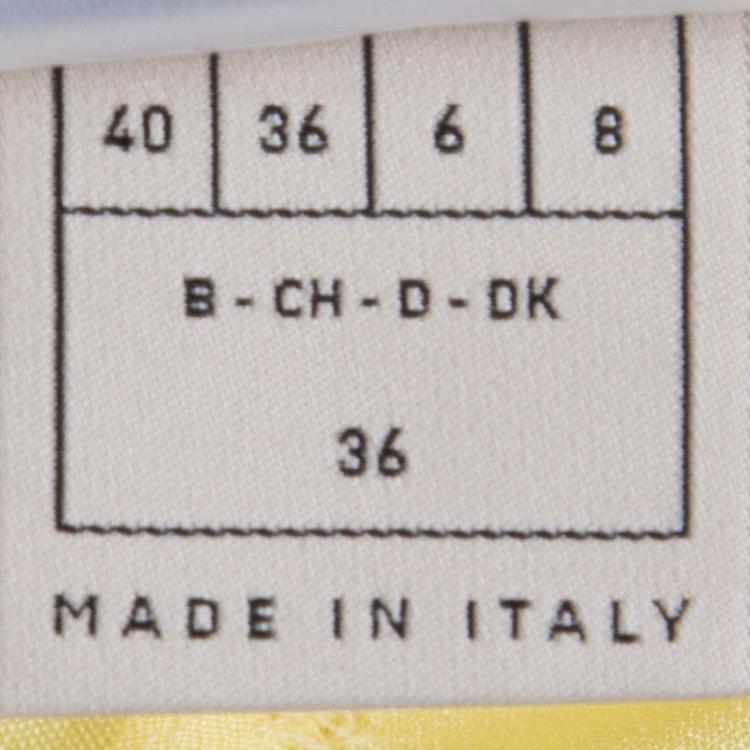 40 36 6 8
B - CH - D - DK
36
MADE IN ITALY